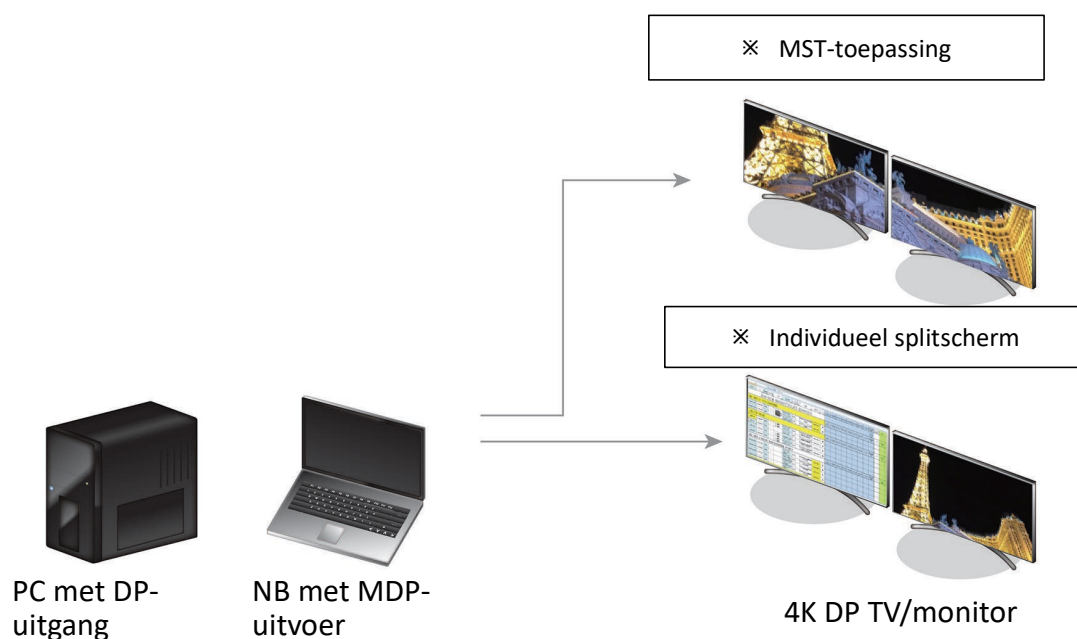 ※ MST-toepassing
※ Individueel splitscherm
PC met DP-
uitgang
NB met MDP-
uitvoer
4K DP TV/monitor